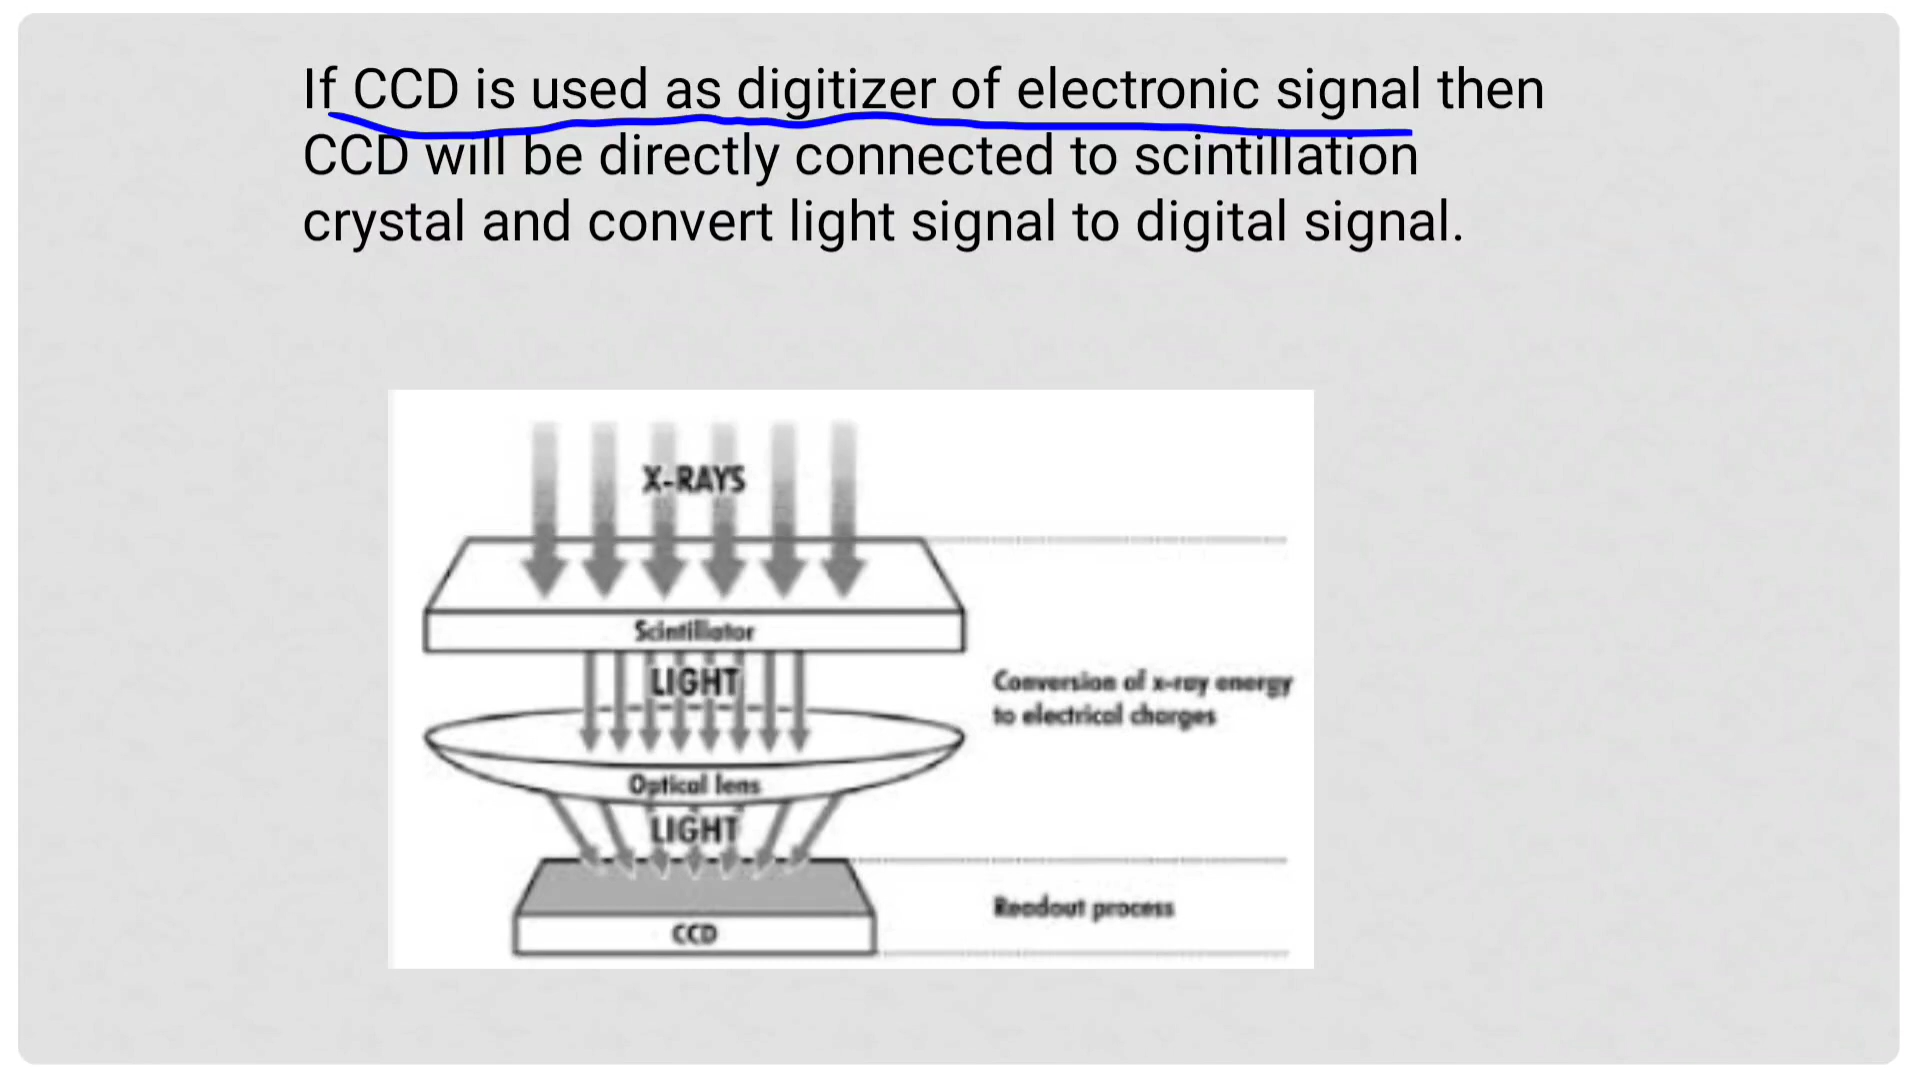 If CCD is used as digitizer of electronic signal then
CCD will be directly connected to scintillation
crystal and convert light signal to digital signal.
X-RAYS
Scintillator
LIGHT
Conversion of x-ray energy
to electrical charges
Optical lens
LIGHT
Readout process
CCD